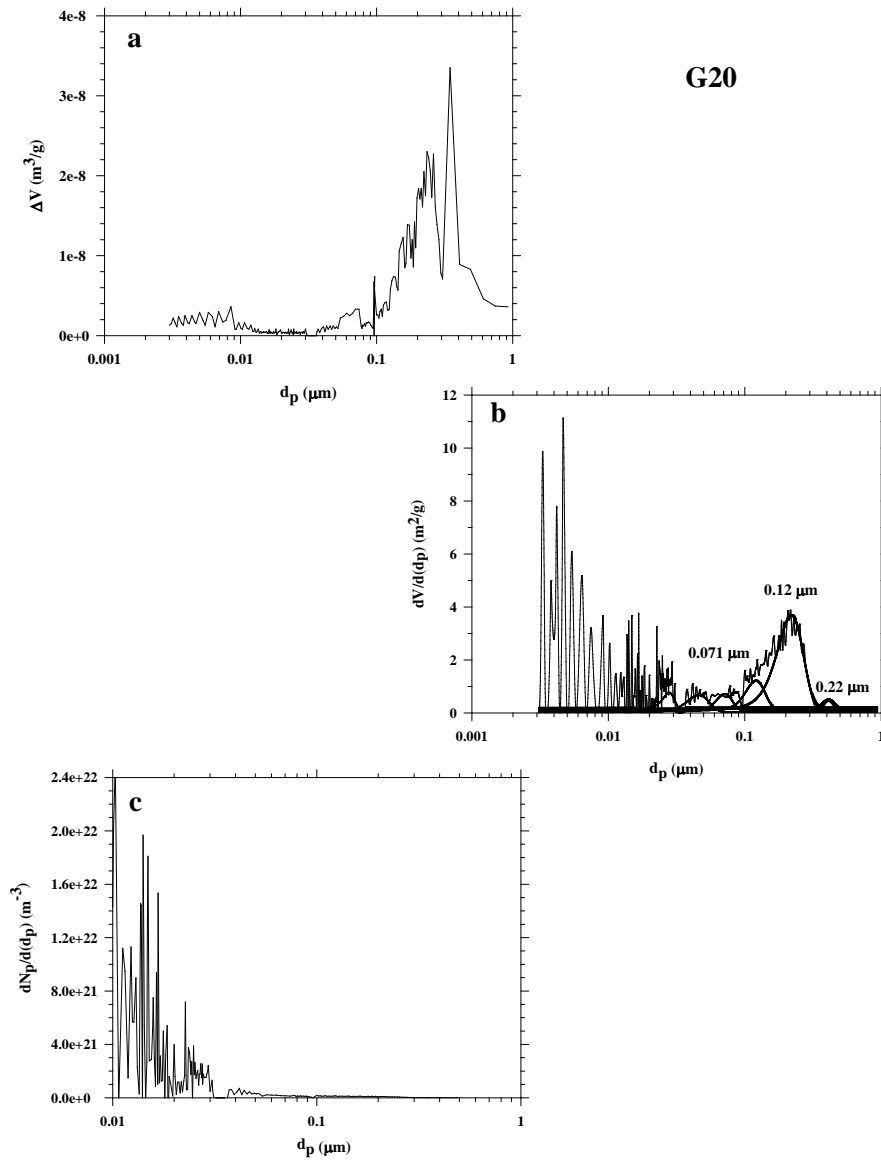 a
G20
4e-8
3e-8
2e-8
1e-8
0e+0
ΔV (m³/g)
0.001 0.01 0.1 1
dp (μm)
b
12
10
8
6
4
2
0
dV/d(dp) (m²/g)
0.12 μm
0.071 μm
0.22 μm
0.001 0.01 0.1 1
dp (μm)
c
2.4e+22
2.0e+22
1.6e+22
1.2e+22
8.0e+21
4.0e+21
0.0e+0
dNp/d(dp) (m⁻³)
0.01 0.1 1
dp (μm)